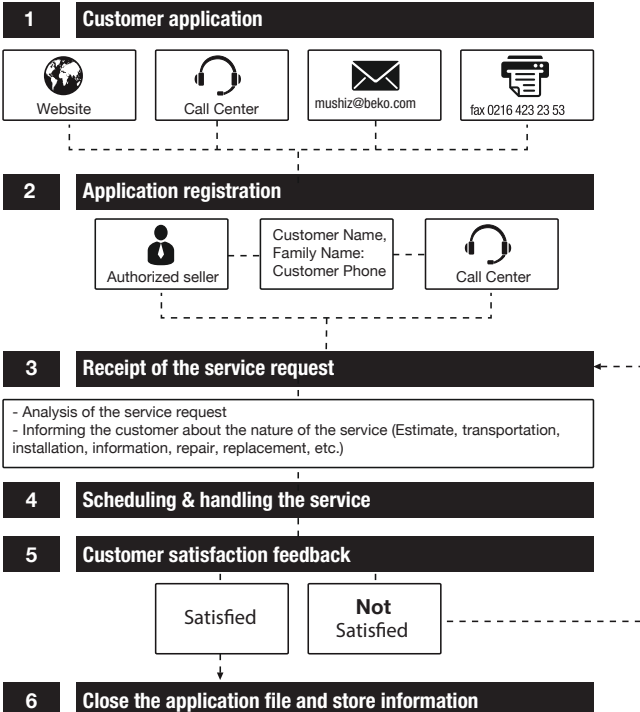 1 Customer application
Website
Call Center
mushiz@beko.com
fax 0216 423 23 53
2 Application registration
Authorized seller
Customer Name,
Family Name:
Customer Phone
Call Center
3 Receipt of the service request
- Analysis of the service request
- Informing the customer about the nature of the service (Estimate, transportation,
installation, information, repair, replacement, etc.)
4 Scheduling & handling the service
5 Customer satisfaction feedback
Satisfied
Not
Satisfied
6 Close the application file and store information